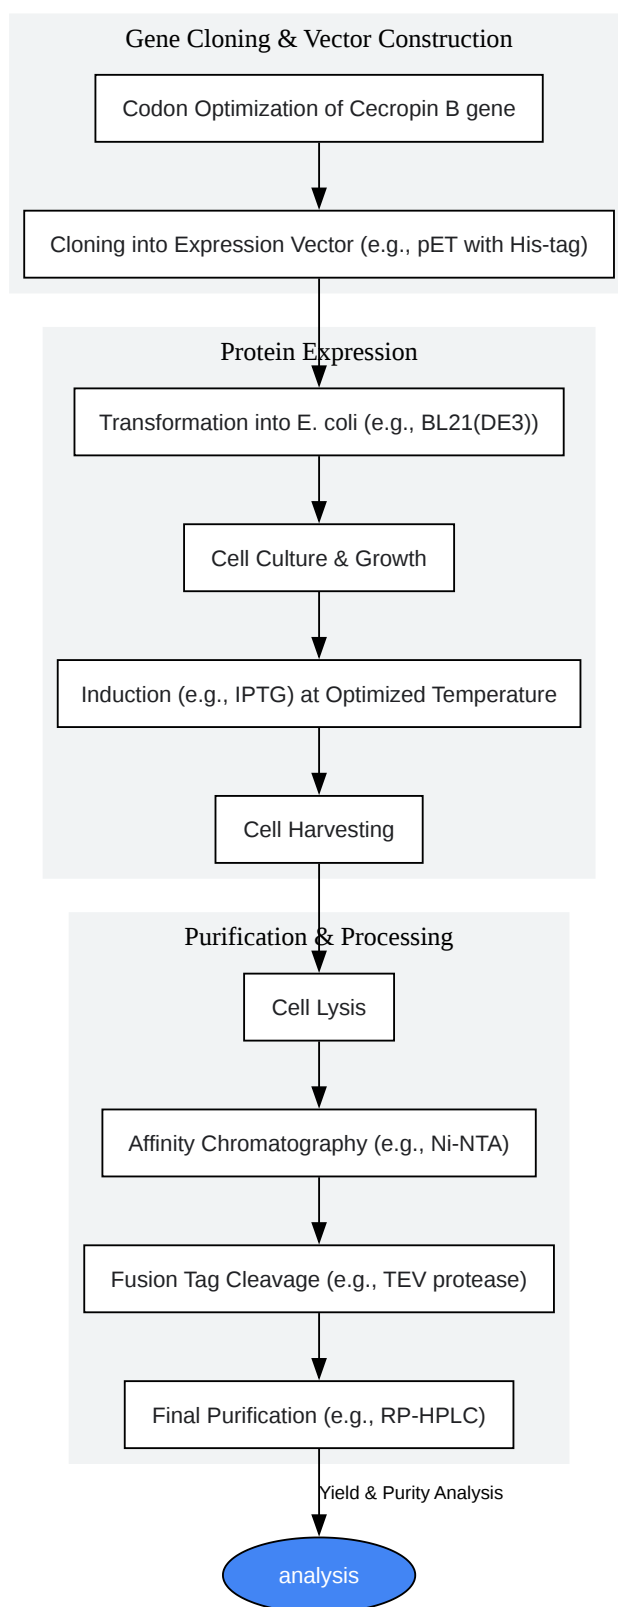 Gene Cloning & Vector Construction
Codon Optimization of Cecropin B gene
Cloning into Expression Vector (e.g., pET with His-tag)
Protein Expression
Transformation into E. coli (e.g., BL21(DE3))
Cell Culture & Growth
Induction (e.g., IPTG) at Optimized Temperature
Cell Harvesting
Purification & Processing
Cell Lysis
Affinity Chromatography (e.g., Ni-NTA)
Fusion Tag Cleavage (e.g., TEV protease)
Final Purification (e.g., RP-HPLC)
Yield & Purity Analysis
analysis